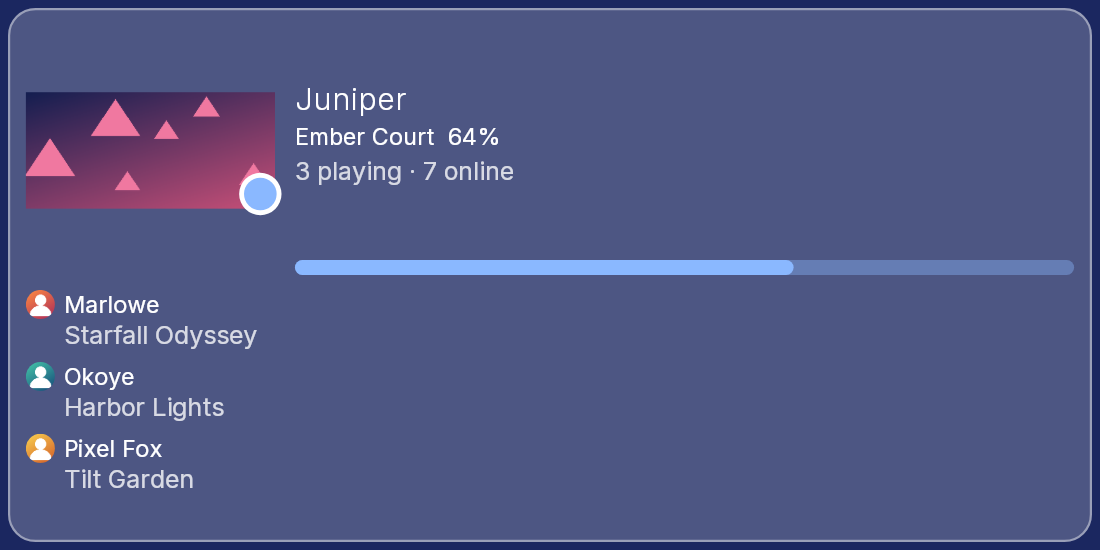 Juniper
Ember Court 64%
3 playing · 7 online
Marlowe
Starfall Odyssey
Okoye
Harbor Lights
Pixel Fox
Tilt Garden